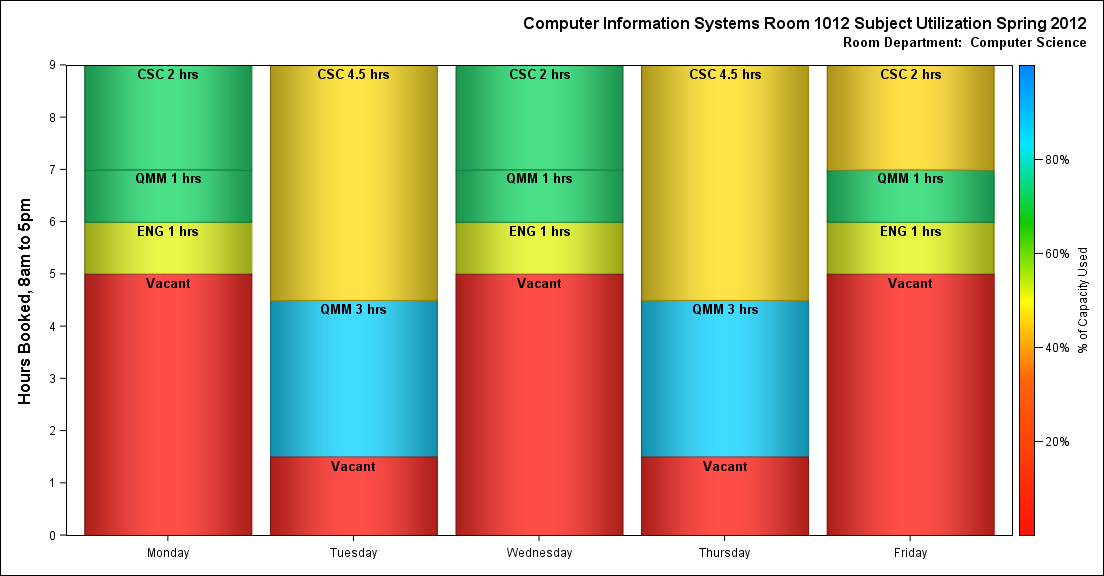 Computer Information Systems Room 1012 Subject Utilization Spring 2012
Room Department:  Computer Science
Hours Booked, 8am to 5pm
9
8
7
6
5
4
3
2
1
0
CSC 2 hrs
QMM 1 hrs
ENG 1 hrs
Vacant
Monday
CSC 4.5 hrs
QMM 3 hrs
Vacant
Tuesday
CSC 2 hrs
QMM 1 hrs
ENG 1 hrs
Vacant
Wednesday
CSC 4.5 hrs
QMM 3 hrs
Vacant
Thursday
CSC 2 hrs
QMM 1 hrs
ENG 1 hrs
Vacant
Friday
80%
60%
40%
20%
% of Capacity Used